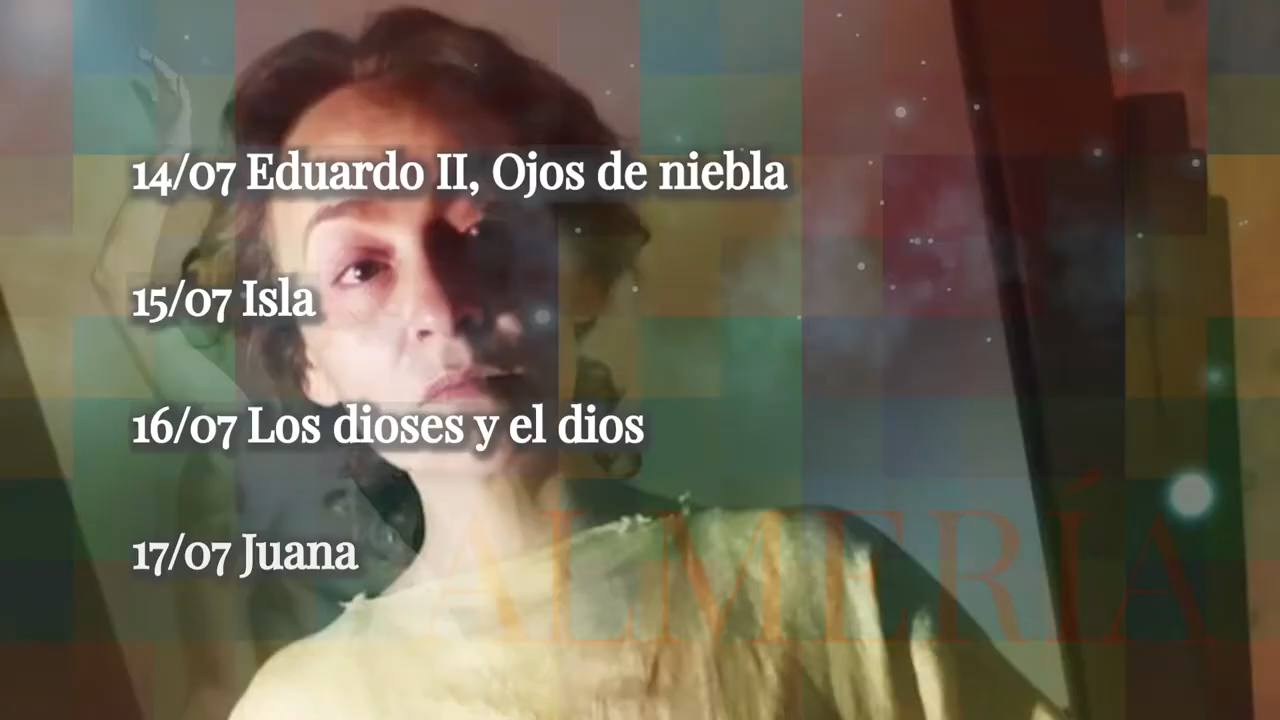 14/07 Eduardo II, Ojos de niebla
15/07 Isla
16/07 Los dioses y el dios
17/07 Juana
ALMERÍA